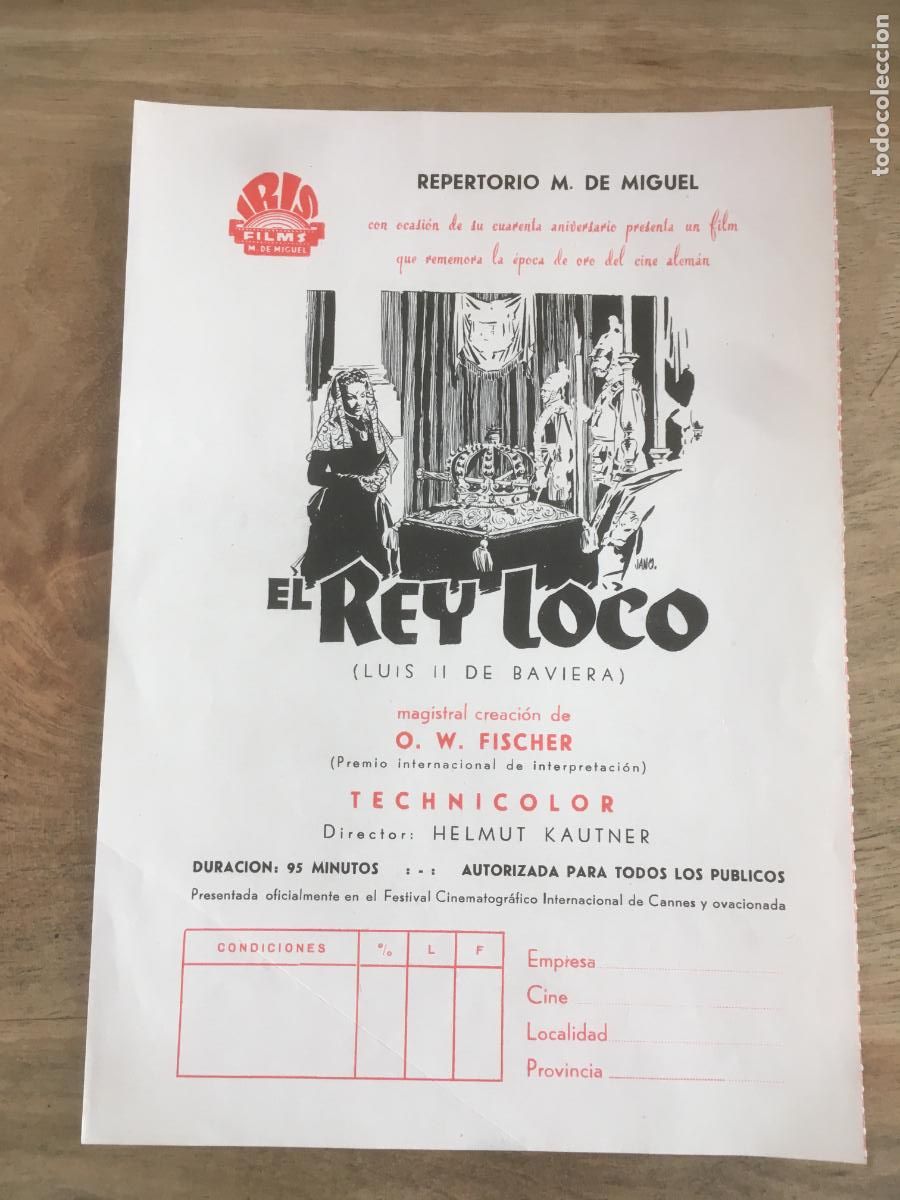 todocoleccion
IRIS
FILMS
M. DE MIGUEL
REPERTORIO M. DE MIGUEL
con ocasión de su cuarenta aniversario presenta un film
que rememora la época de oro del cine alemán
JANO.
EL REY LOCO
(LUIS II DE BAVIERA)
magistral creación de
O. W. FISCHER
(Premio internacional de interpretación)
TECHNICOLOR
Director: HELMUT KAUTNER
DURACION: 95 MINUTOS :-: AUTORIZADA PARA TODOS LOS PUBLICOS
Presentada oficialmente en el Festival Cinematográfico Internacional de Cannes y ovacionada
CONDICIONES % L F
Empresa
Cine
Localidad
Provincia